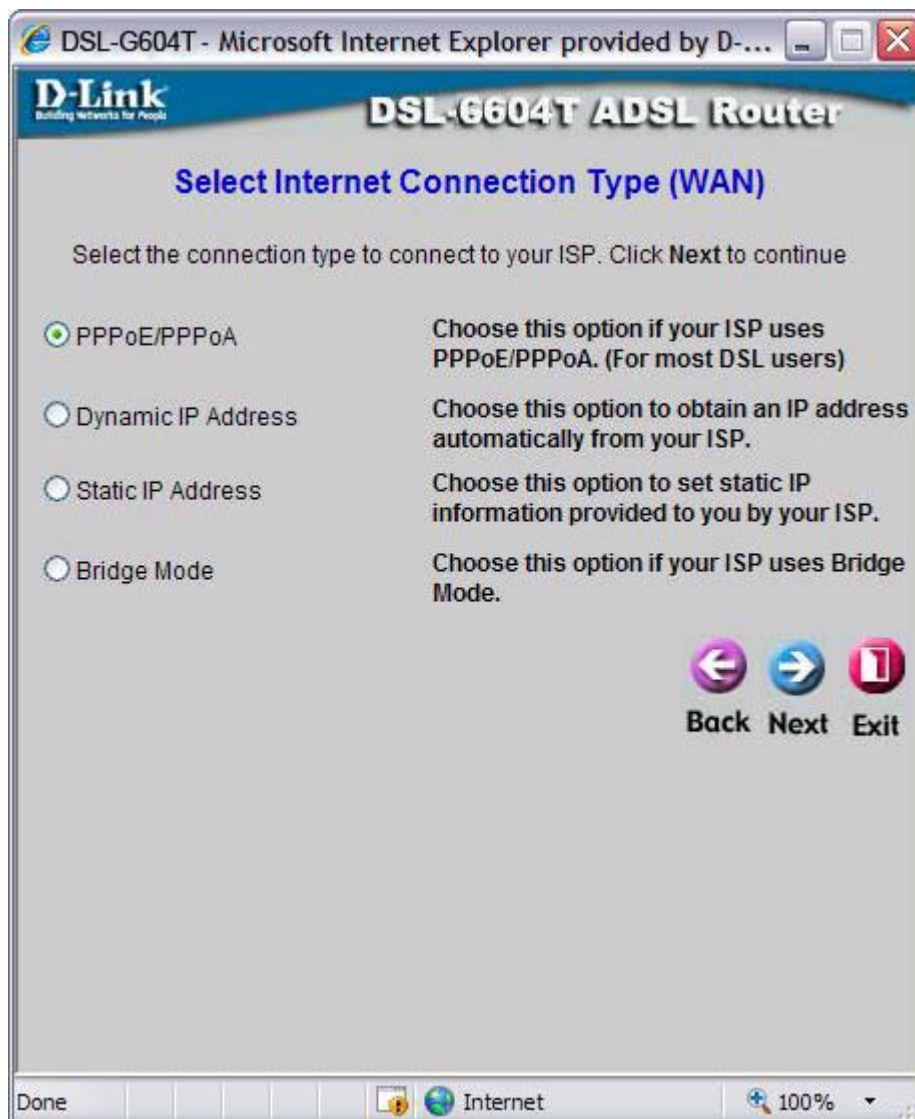 DSL-G604T - Microsoft Internet Explorer provided by D-...
D-Link
Building Networks for People
DSL-G604T ADSL Router
Select Internet Connection Type (WAN)
Select the connection type to connect to your ISP. Click Next to continue
PPPoE/PPPoA
Choose this option if your ISP uses
PPPoE/PPPoA. (For most DSL users)
Dynamic IP Address
Choose this option to obtain an IP address
automatically from your ISP.
Static IP Address
Choose this option to set static IP
information provided to you by your ISP.
Bridge Mode
Choose this option if your ISP uses Bridge
Mode.
Back Next Exit
Done
Internet
100%